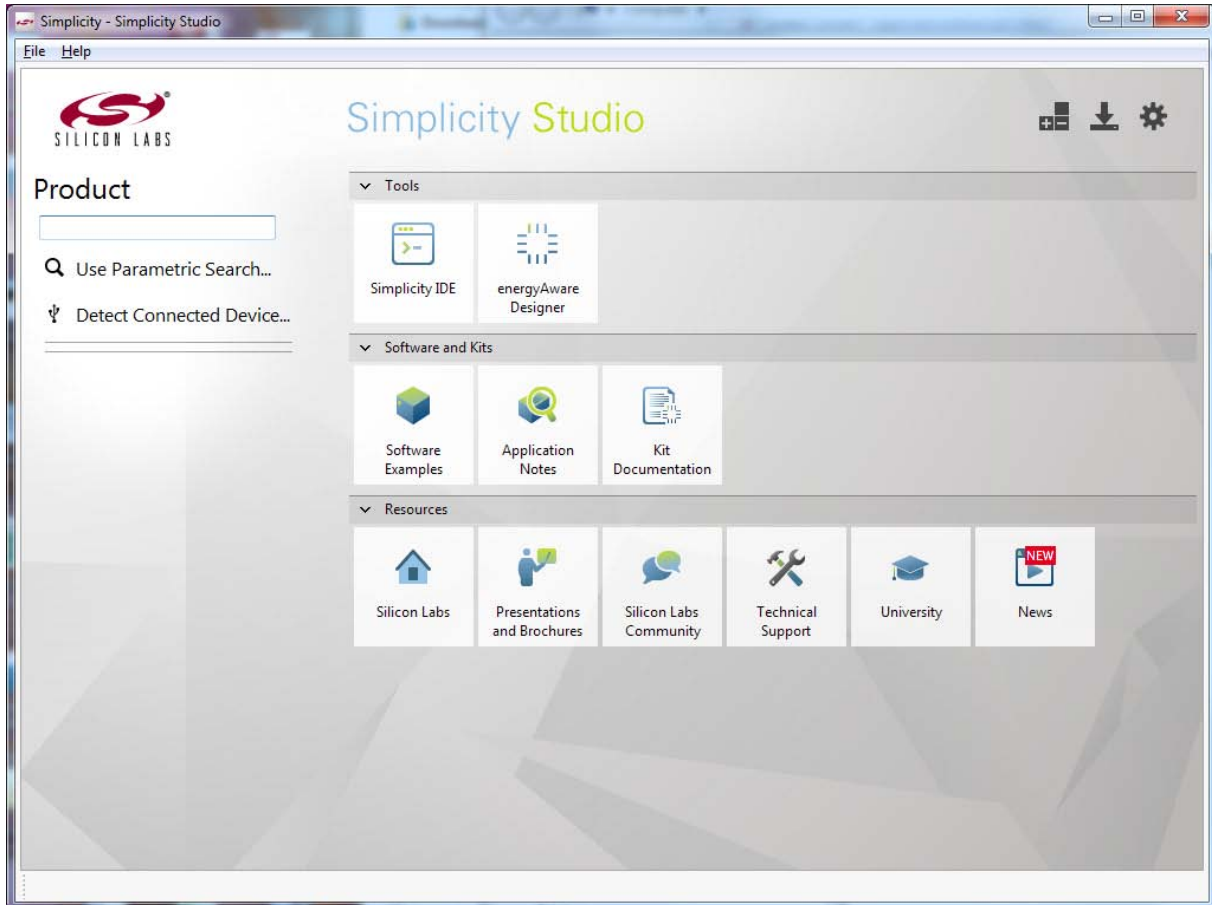 Simplicity - Simplicity Studio
File Help
SILICON LABS
Simplicity Studio
Product
Use Parametric Search...
Detect Connected Device...
Tools
Simplicity IDE
energyAware
Designer
Software and Kits
Software
Examples
Application
Notes
Kit
Documentation
Resources
Silicon Labs
Presentations
and Brochures
Silicon Labs
Community
Technical
Support
University
NEW
News